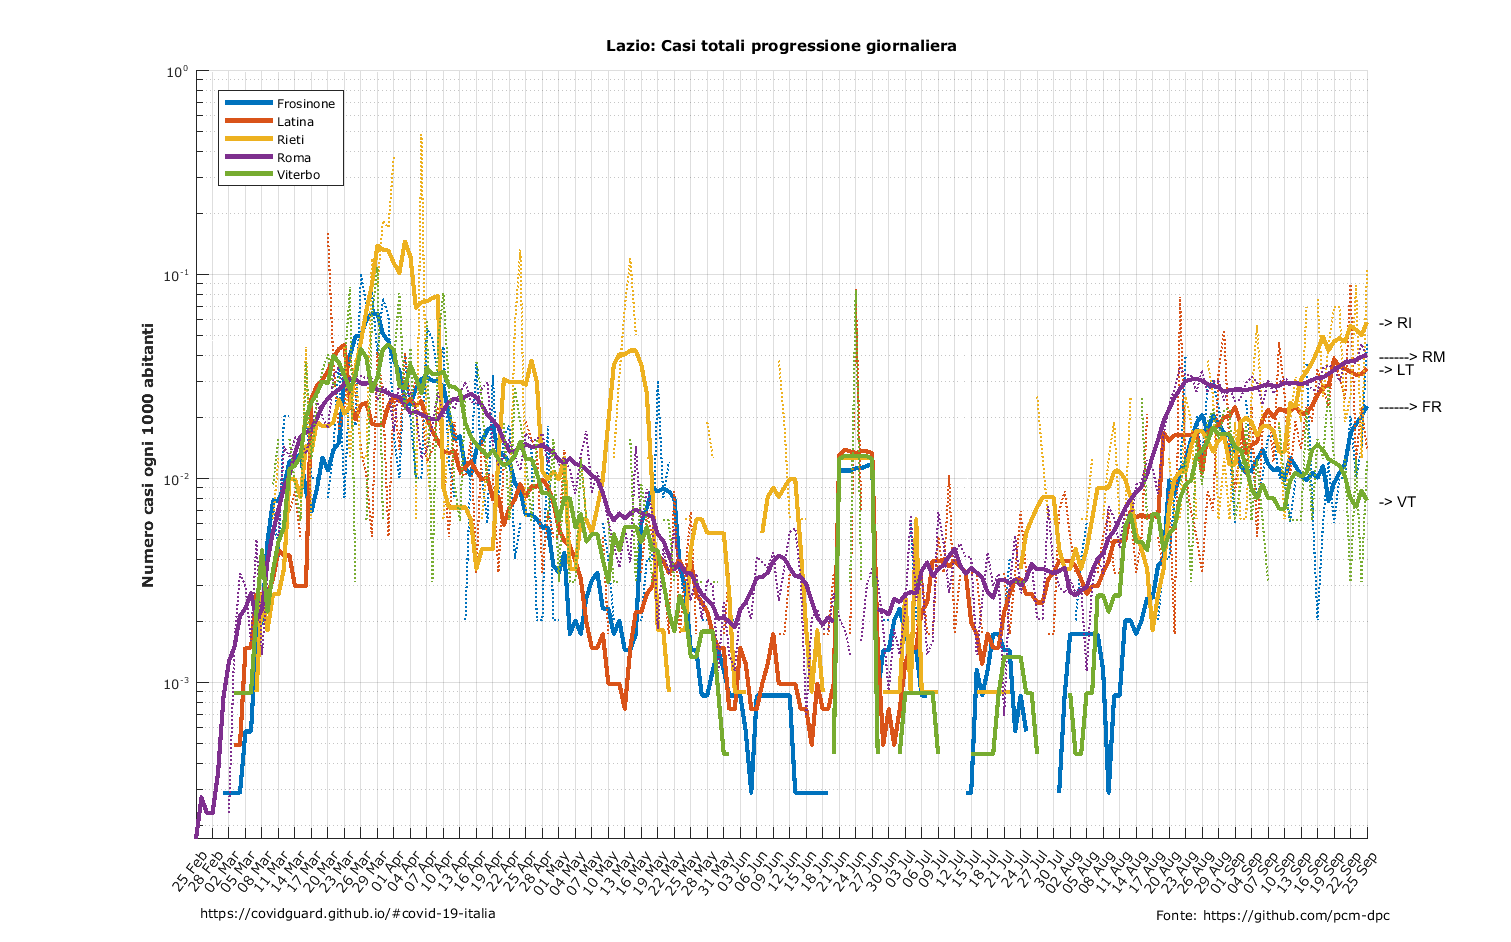 Lazio: Casi totali progressione giornaliera
Numero casi ogni 1000 abitanti
10⁰
10⁻¹
10⁻²
10⁻³
Frosinone
Latina
Rieti
Roma
Viterbo
-> RI
------> RM
-> LT
------> FR
-> VT
25 Feb
28 Feb
02 Mar
05 Mar
08 Mar
11 Mar
14 Mar
17 Mar
20 Mar
23 Mar
26 Mar
29 Mar
01 Apr
04 Apr
07 Apr
10 Apr
13 Apr
16 Apr
19 Apr
22 Apr
25 Apr
28 Apr
01 May
04 May
07 May
10 May
13 May
16 May
19 May
22 May
25 May
28 May
31 May
03 Jun
06 Jun
09 Jun
12 Jun
15 Jun
18 Jun
21 Jun
24 Jun
27 Jun
30 Jun
03 Jul
06 Jul
09 Jul
12 Jul
15 Jul
18 Jul
21 Jul
24 Jul
27 Jul
30 Jul
02 Aug
05 Aug
08 Aug
11 Aug
14 Aug
17 Aug
20 Aug
23 Aug
26 Aug
29 Aug
01 Sep
04 Sep
07 Sep
10 Sep
13 Sep
16 Sep
19 Sep
22 Sep
25 Sep
https://covidguard.github.io/#covid-19-italia
Fonte: https://github.com/pcm-dpc